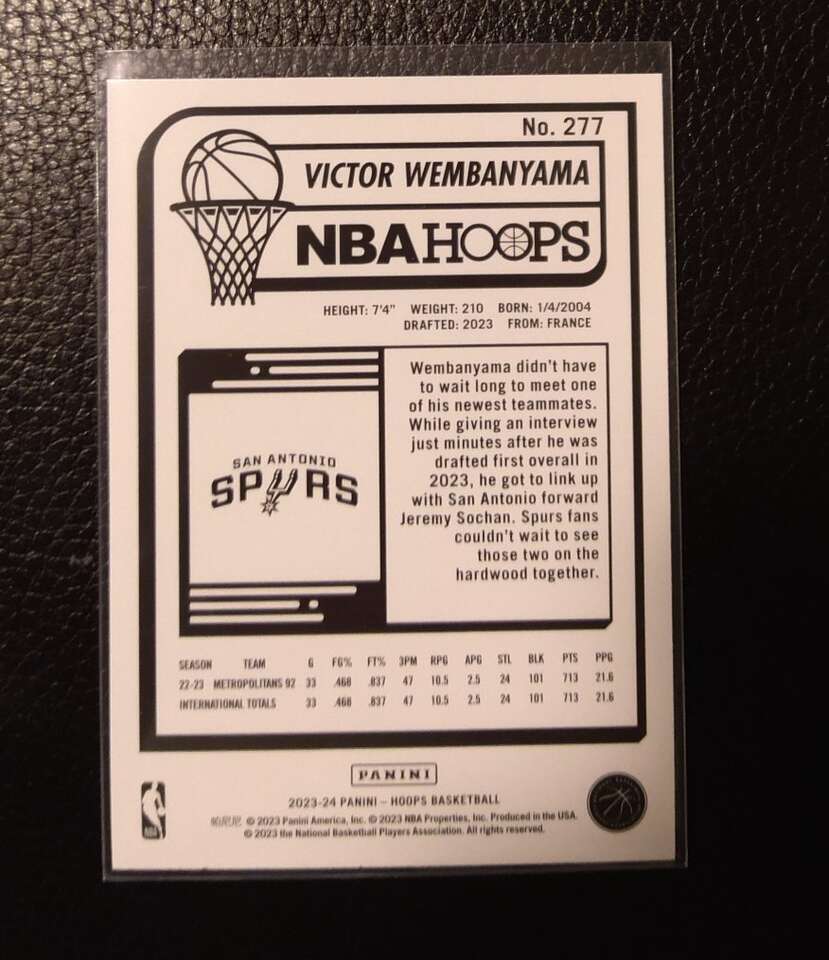 No. 277
VICTOR WEMBANYAMA
NBA HOOPS
HEIGHT: 7'4" WEIGHT: 210 BORN: 1/4/2004
DRAFTED: 2023 FROM: FRANCE
Wembanyama didn't have
to wait long to meet one
of his newest teammates.
While giving an interview
just minutes after he was
drafted first overall in
2023, he got to link up
with San Antonio forward
Jeremy Sochan. Spurs fans
couldn't wait to see
those two on the
hardwood together.
SAN ANTONIO
SPURS
SEASON TEAM G FG% FT% 3PM RPG APG STL BLK PTS PPG
22-23 METROPOLITANS 92 33 .468 .837 47 10.5 2.5 24 101 713 21.6
INTERNATIONAL TOTALS 33 .468 .837 47 10.5 2.5 24 101 713 21.6
PANINI
2023-24 PANINI – HOOPS BASKETBALL
© 2023 Panini America, Inc. © 2023 NBA Properties, Inc. Produced in the USA.
© 2023 the National Basketball Players Association. All rights reserved.
NBA